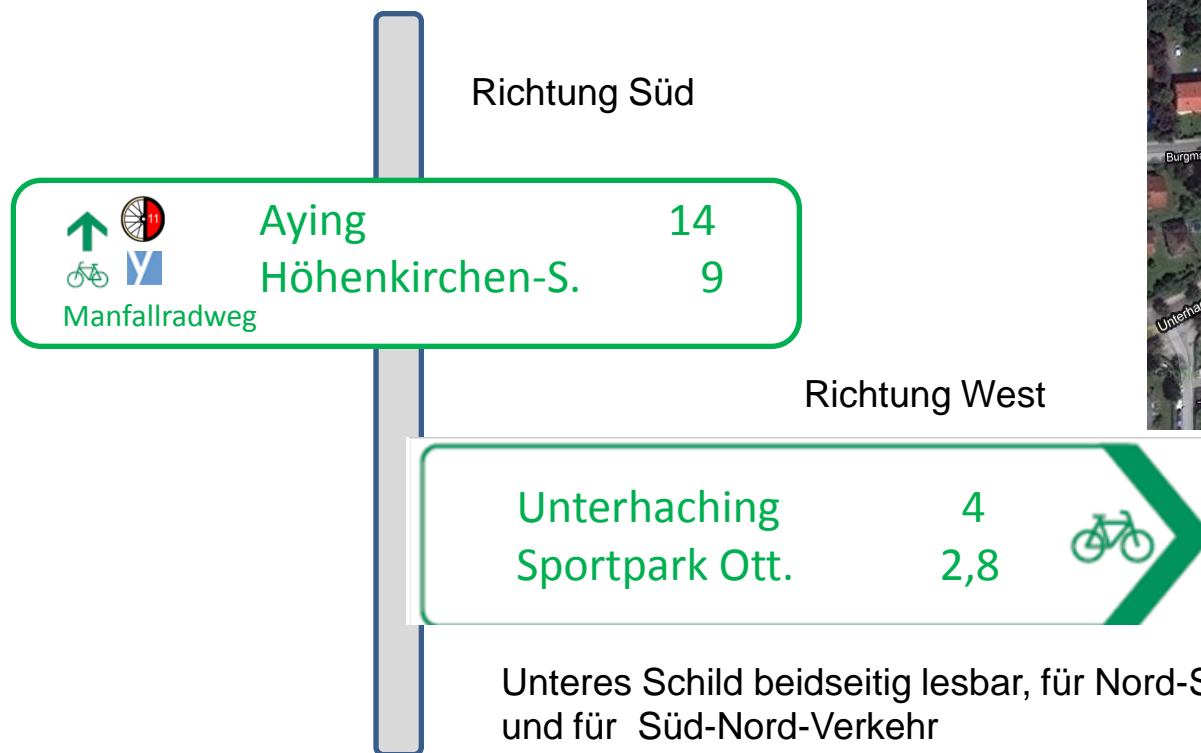 Richtung Süd
11
Aying 14
y Höhenkirchen-S. 9
Manfallradweg
Richtung West
Unterhaching 4
Sportpark Ott. 2,8
Unteres Schild beidseitig lesbar, für Nord-S
und für Süd-Nord-Verkehr
Burgma
Unterha